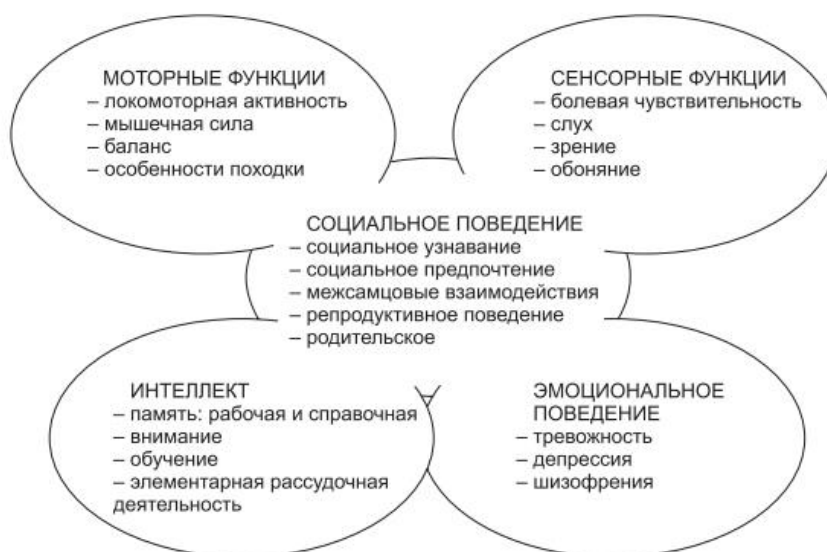 МОТОРНЫЕ ФУНКЦИИ
– локомоторная активность
– мышечная сила
– баланс
– особенности походки
СЕНСОРНЫЕ ФУНКЦИИ
– болевая чувствительность
– слух
– зрение
– обоняние
СОЦИАЛЬНОЕ ПОВЕДЕНИЕ
– социальное узнавание
– социальное предпочтение
– межсамцовые взаимодействия
– репродуктивное поведение
– родительское
ИНТЕЛЛЕКТ
– память: рабочая и справочная
– внимание
– обучение
– элементарная рассудочная
деятельность
ЭМОЦИОНАЛЬНОЕ
ПОВЕДЕНИЕ
– тревожность
– депрессия
– шизофрения